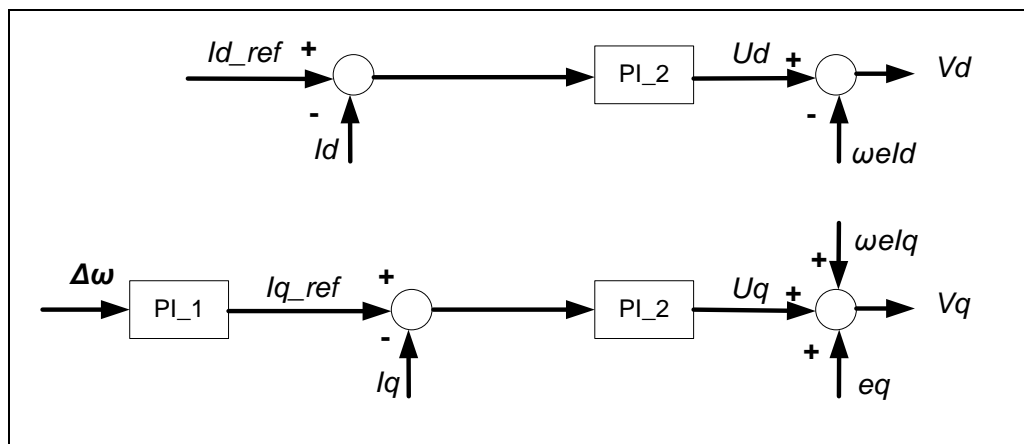 Id_ref + Ud + Vd
PI_2
- Id - ωeId
ωeIq
Δω Iq_ref + + Uq + Vq
PI_1 PI_2
- Iq + eq